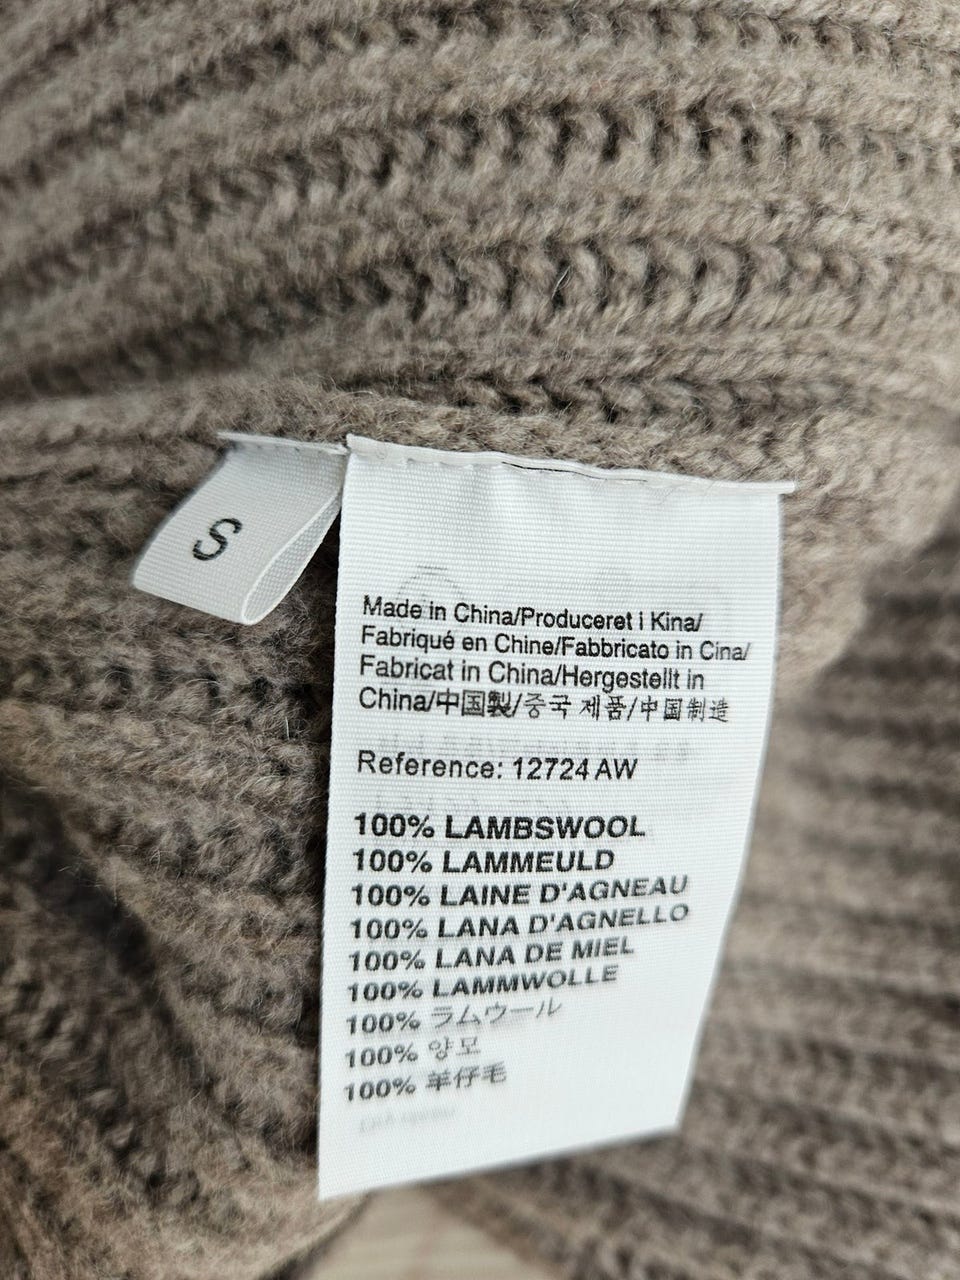 S
Made in China/Produceret i Kina/
Fabriqué en Chine/Fabbricato in Cina/
Fabricat in China/Hergestellt in
China/中国製/중국 제품/中国制造
Reference: 12724 AW
100% LAMBSWOOL
100% LAMMEULD
100% LAINE D'AGNEAU
100% LANA D'AGNELLO
100% LANA DE MIEL
100% LAMMWOLLE
100% ラムウール
100% 양모
100% 羊仔毛